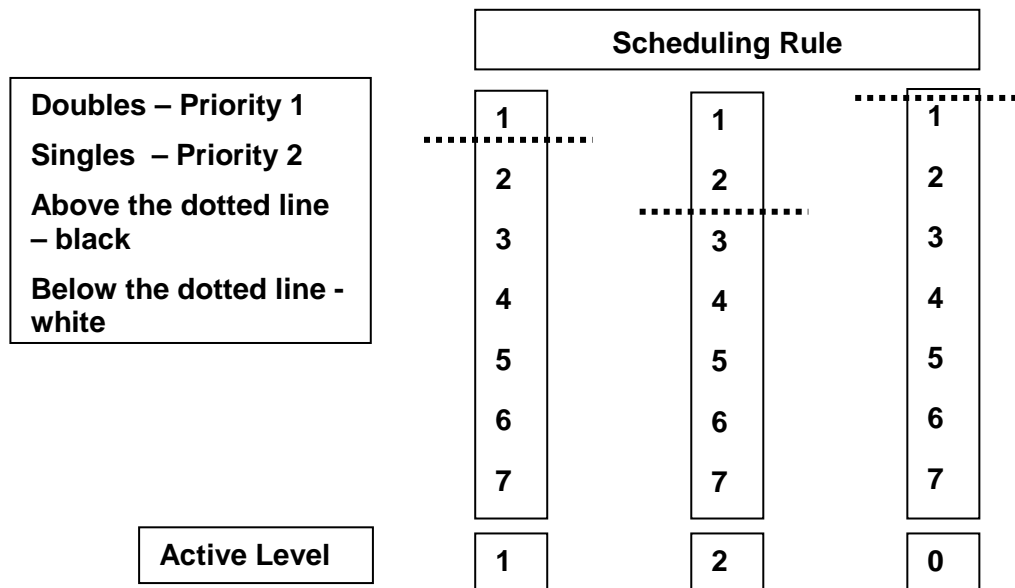 Scheduling Rule
Doubles – Priority 1
Singles – Priority 2
Above the dotted line
– black
Below the dotted line -
white
1 1 1
2 2 2
3 3 3
4 4 4
5 5 5
6 6 6
7 7 7
Active Level 1 2 0